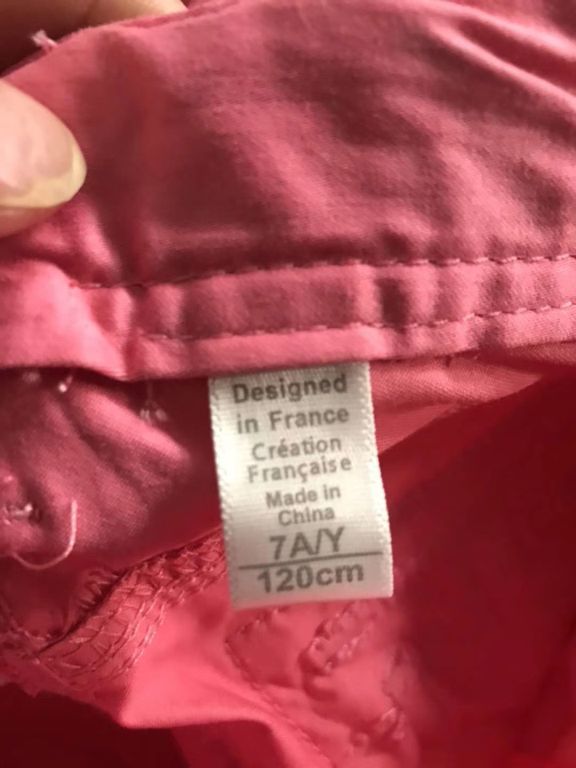 Designed
in France
Création
Française
Made in
China
7A/Y
120cm